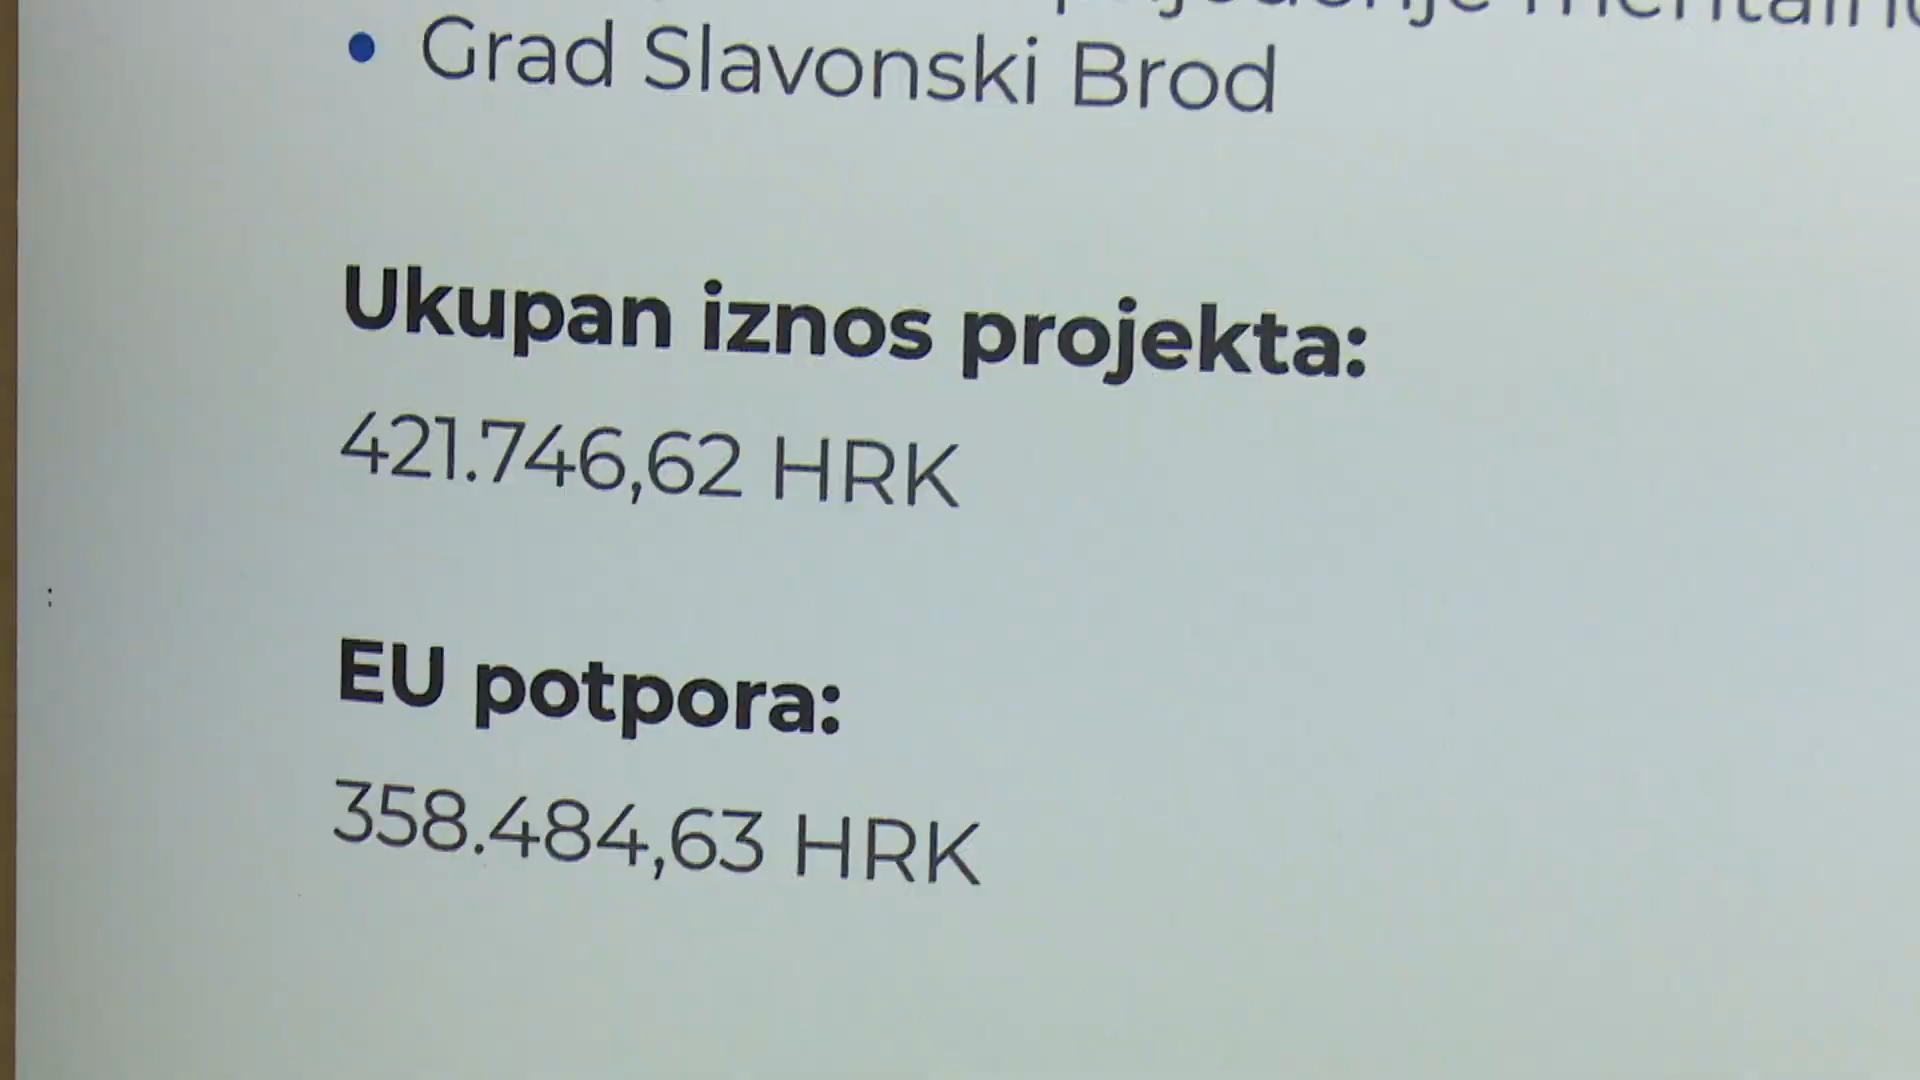 • Grad Slavonski Brod
Ukupan iznos projekta:
421.746,62 HRK
EU potpora:
358.484,63 HRK